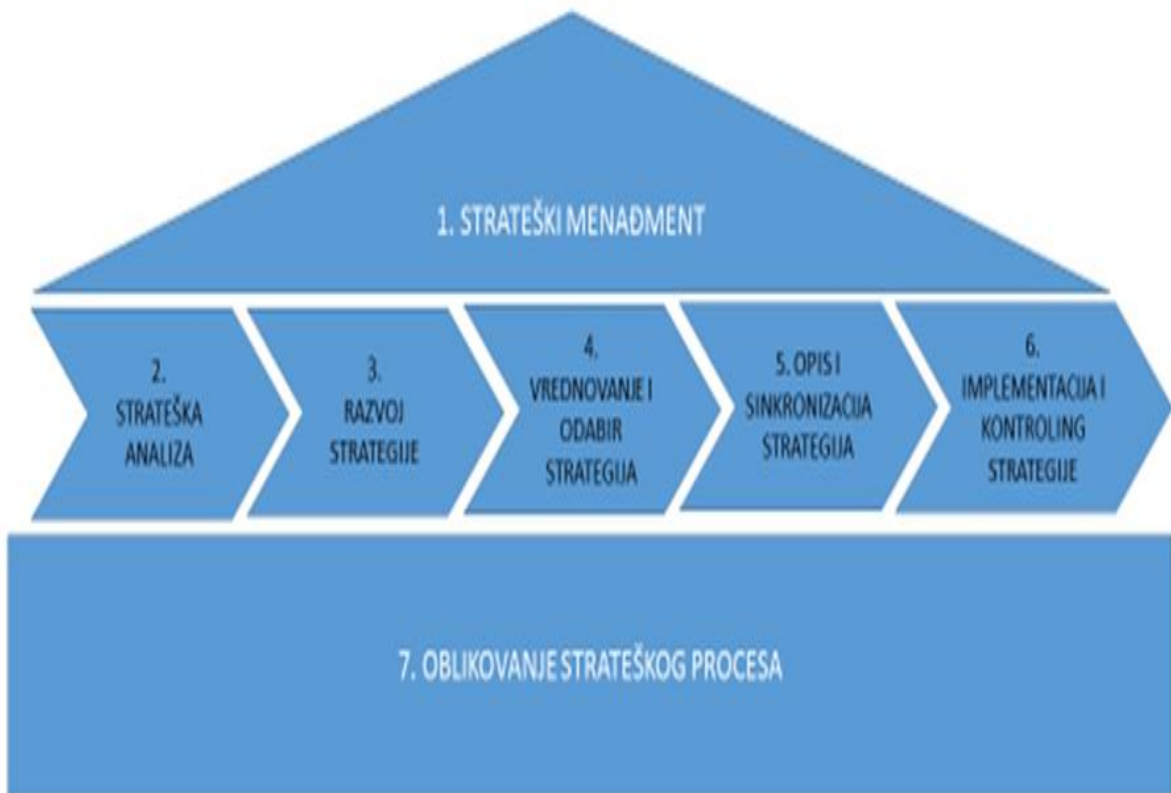 1. STRATEŠKI MENAĐMENT
2.
STRATEŠKA
ANALIZA
3.
RAZVOJ
STRATEGIJE
4.
VREDNOVANJE I
ODABIR
STRATEGIJA
5. OPIS I
SINKRONIZACIJA
STRATEGIJA
6.
IMPLEMENTACIJA I
KONTROLING
STRATEGIJE
7. OBLIKOVANJE STRATEŠKOG PROCESA